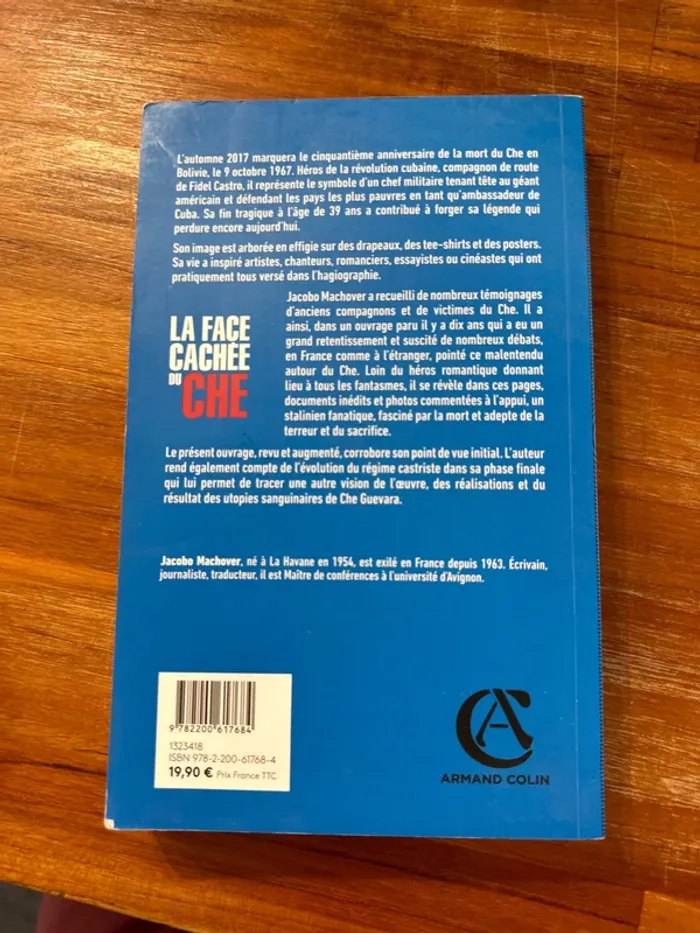 L'automne 2017 marquera le cinquantième anniversaire de la mort du Che en
Bolivie, le 9 octobre 1967. Héros de la révolution cubaine, compagnon de route
de Fidel Castro, il représente le symbole d'un chef militaire tenant tête au géant
américain et défendant les pays les plus pauvres en tant qu'ambassadeur de
Cuba. Sa fin tragique à l'âge de 39 ans a contribué à forger sa légende qui
perdure encore aujourd'hui.
Son image est arborée en effigie sur des drapeaux, des tee-shirts et des posters.
Sa vie a inspiré artistes, chanteurs, romanciers, essayistes ou cinéastes qui ont
pratiquement tous versé dans l'hagiographie.
LA FACE
CACHÉE
DU CHE
Jacobo Machover a recueilli de nombreux témoignages
d'anciens compagnons et de victimes du Che. Il a
ainsi, dans un ouvrage paru il y a dix ans qui a eu un
grand retentissement et suscité de nombreux débats,
en France comme à l'étranger, pointé ce malentendu
autour du Che. Loin du héros romantique donnant
lieu à tous les fantasmes, il se révèle dans ces pages,
documents inédits et photos commentées à l'appui, un
stalinien fanatique, fasciné par la mort et adepte de la
terreur et du sacrifice.
Le présent ouvrage, revu et augmenté, corrobore son point de vue initial. L'auteur
rend également compte de l'évolution du régime castriste dans sa phase finale
qui lui permet de tracer une autre vision de l'œuvre, des réalisations et du
résultat des utopies sanguinaires de Che Guevara.
Jacobo Machover, né à La Havane en 1954, est exilé en France depuis 1963. Écrivain,
journaliste, traducteur, il est Maître de conférences à l'université d'Avignon.
9 782200 617684
1323418
ISBN 978-2-200-61768-4
19,90 € Prix France TTC
AC
ARMAND COLIN